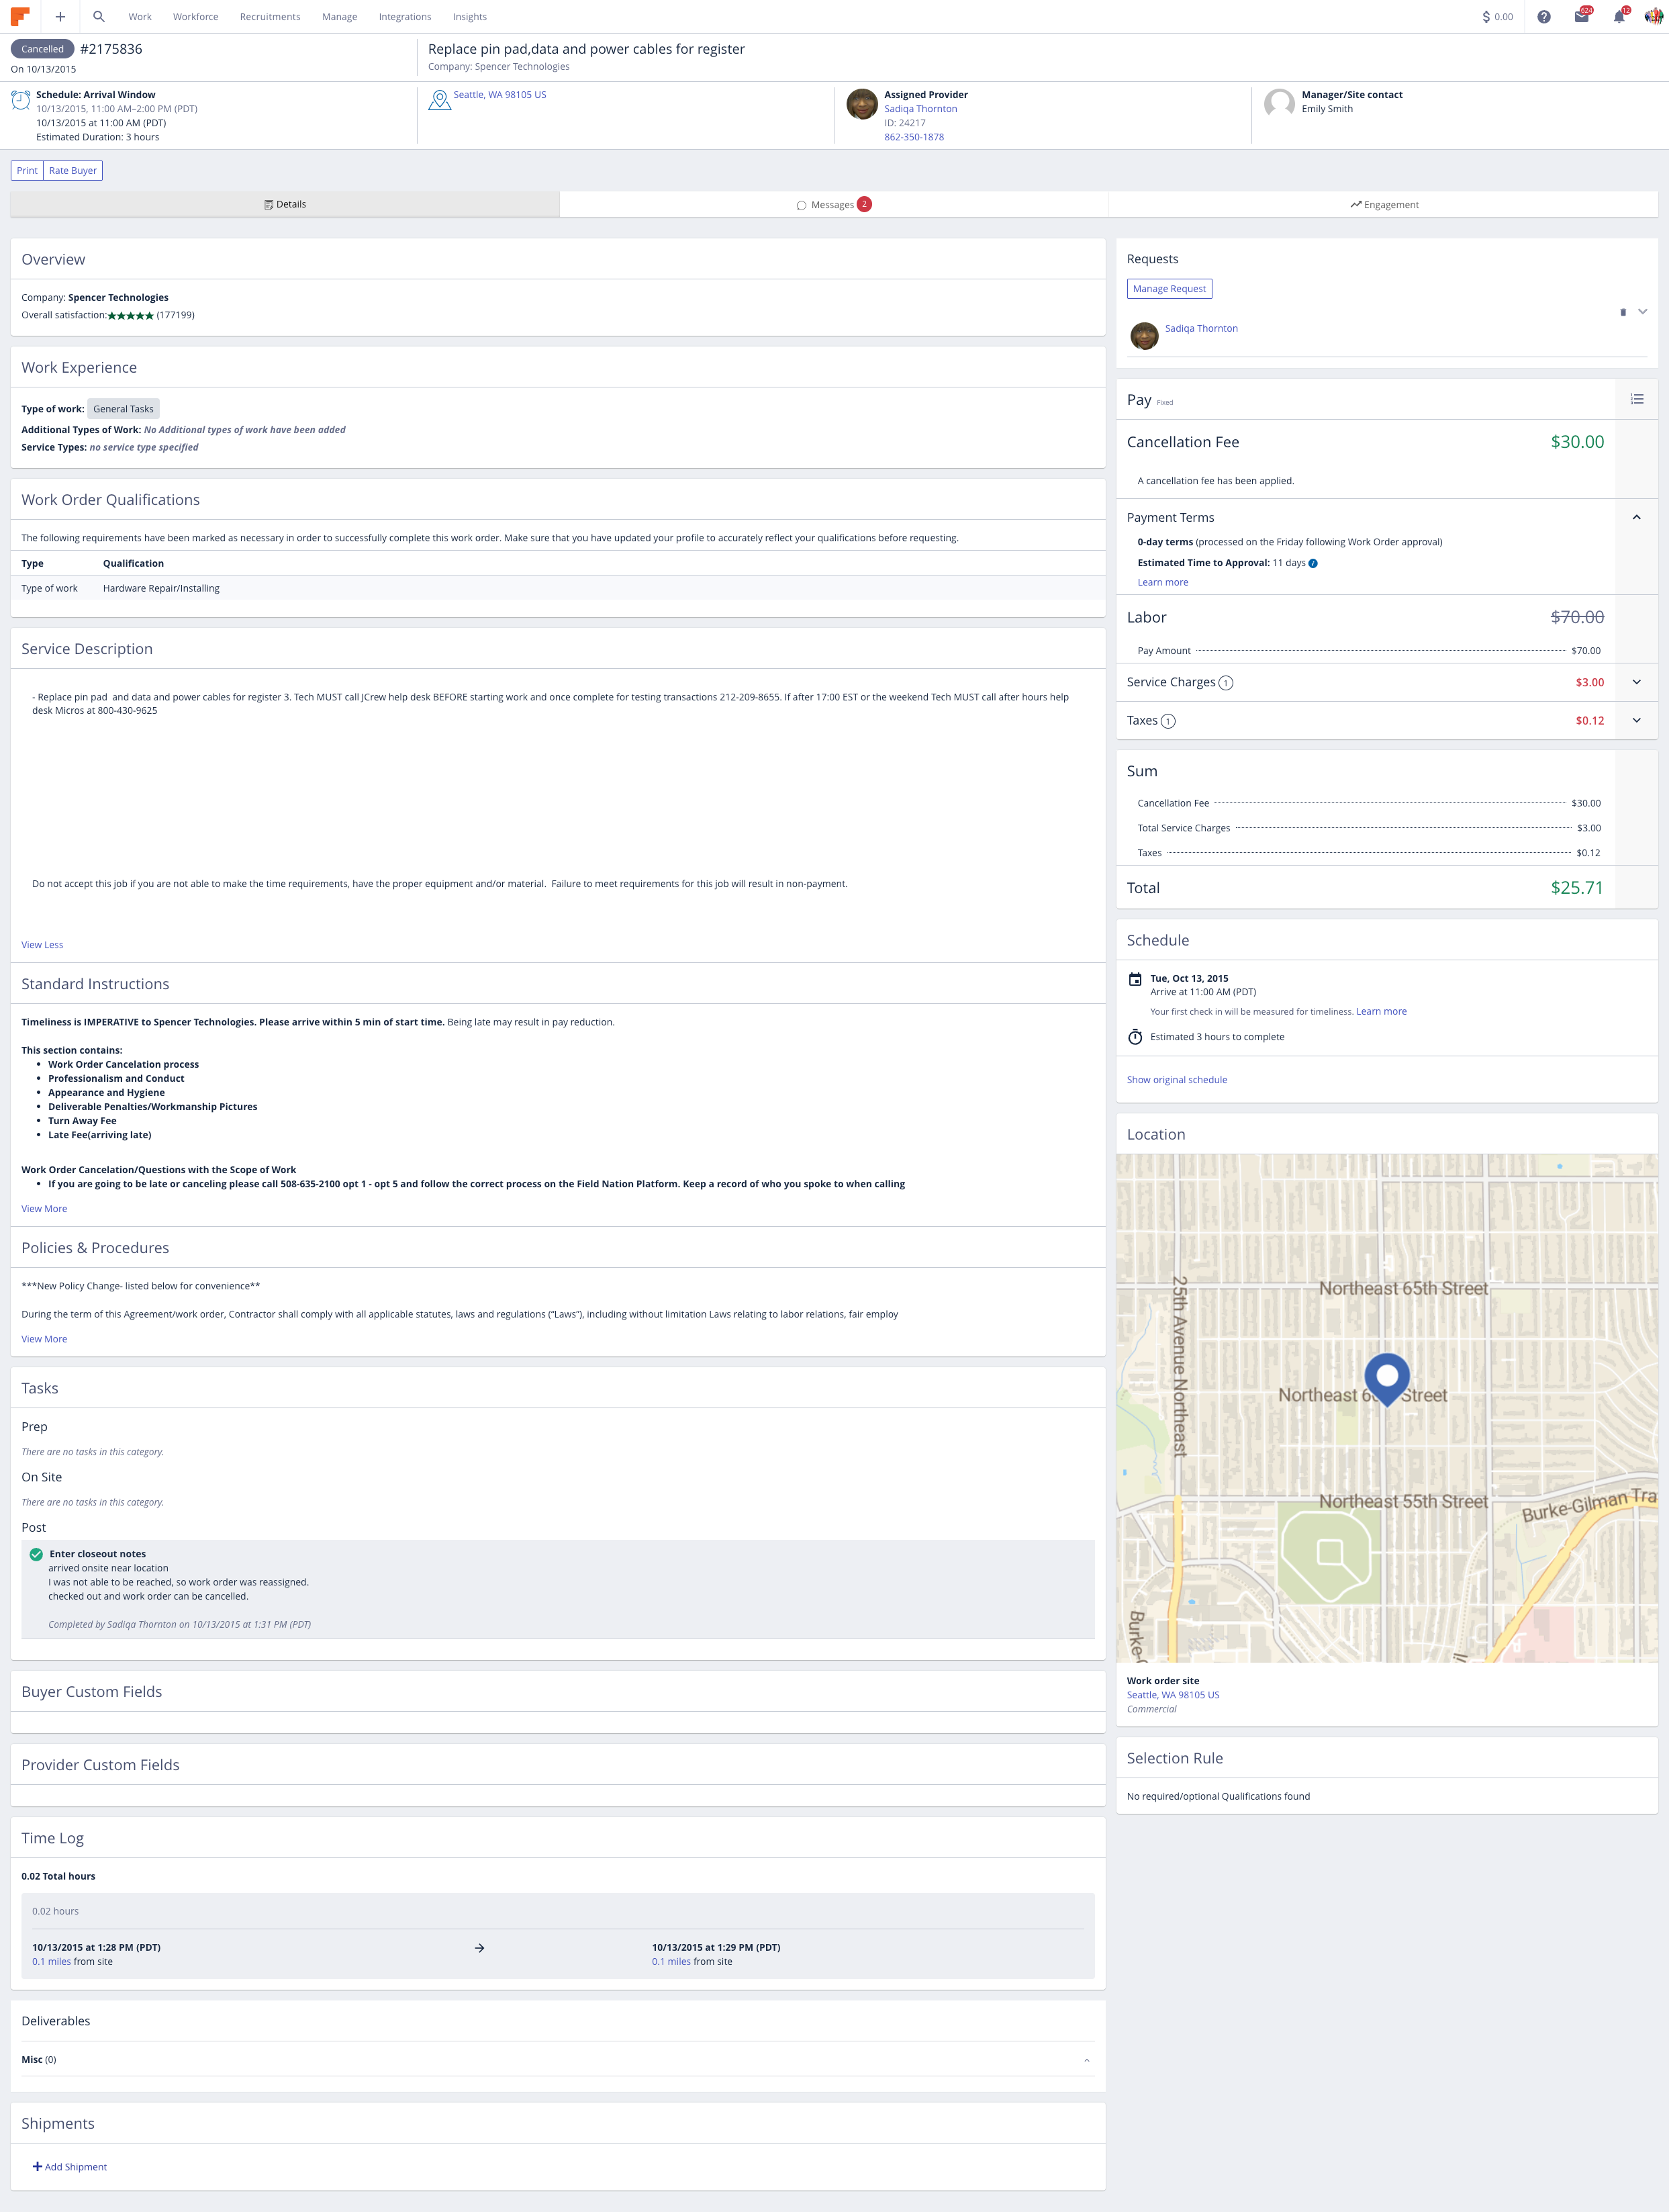 Work Workforce Recruitments Manage Integrations Insights
$ 0.00
624
12
Cancelled #2175836
On 10/13/2015
Replace pin pad,data and power cables for register
Company: Spencer Technologies
Schedule: Arrival Window
10/13/2015, 11:00 AM–2:00 PM (PDT)
10/13/2015 at 11:00 AM (PDT)
Estimated Duration: 3 hours
Seattle, WA 98105 US
Assigned Provider
Sadiqa Thornton
ID: 24217
862-350-1878
Manager/Site contact
Emily Smith
Print Rate Buyer
Details
Messages 2
Engagement
Overview
Company: Spencer Technologies
Overall satisfaction:★★★★★ (177199)
Work Experience
Type of work: General Tasks
Additional Types of Work: No Additional types of work have been added
Service Types: no service type specified
Work Order Qualifications
The following requirements have been marked as necessary in order to successfully complete this work order. Make sure that you have updated your profile to accurately reflect your qualifications before requesting.
Type Qualification
Type of work Hardware Repair/Installing
Service Description
- Replace pin pad  and data and power cables for register 3. Tech MUST call JCrew help desk BEFORE starting work and once complete for testing transactions 212-209-8655. If after 17:00 EST or the weekend Tech MUST call after hours help
desk Micros at 800-430-9625
Do not accept this job if you are not able to make the time requirements, have the proper equipment and/or material.  Failure to meet requirements for this job will result in non-payment.
View Less
Standard Instructions
Timeliness is IMPERATIVE to Spencer Technologies. Please arrive within 5 min of start time. Being late may result in pay reduction.
This section contains:
• Work Order Cancelation process
• Professionalism and Conduct
• Appearance and Hygiene
• Deliverable Penalties/Workmanship Pictures
• Turn Away Fee
• Late Fee(arriving late)
Work Order Cancelation/Questions with the Scope of Work
• If you are going to be late or canceling please call 508-635-2100 opt 1 - opt 5 and follow the correct process on the Field Nation Platform. Keep a record of who you spoke to when calling
View More
Policies & Procedures
***New Policy Change- listed below for convenience**
During the term of this Agreement/work order, Contractor shall comply with all applicable statutes, laws and regulations (“Laws”), including without limitation Laws relating to labor relations, fair employ
View More
Tasks
Prep
There are no tasks in this category.
On Site
There are no tasks in this category.
Post
Enter closeout notes
arrived onsite near location
I was not able to be reached, so work order was reassigned.
checked out and work order can be cancelled.
Completed by Sadiqa Thornton on 10/13/2015 at 1:31 PM (PDT)
Buyer Custom Fields
Provider Custom Fields
Time Log
0.02 Total hours
0.02 hours
10/13/2015 at 1:28 PM (PDT) → 10/13/2015 at 1:29 PM (PDT)
0.1 miles from site 0.1 miles from site
Deliverables
Misc (0)
Shipments
Add Shipment
Requests
Manage Request
Sadiqa Thornton
Pay Fixed
Cancellation Fee $30.00
A cancellation fee has been applied.
Payment Terms
0-day terms (processed on the Friday following Work Order approval)
Estimated Time to Approval: 11 days
Learn more
Labor $70.00
Pay Amount $70.00
Service Charges 1 $3.00
Taxes 1 $0.12
Sum
Cancellation Fee $30.00
Total Service Charges $3.00
Taxes $0.12
Total $25.71
Schedule
Tue, Oct 13, 2015
Arrive at 11:00 AM (PDT)
Your first check in will be measured for timeliness. Learn more
Estimated 3 hours to complete
Show original schedule
Location
Northeast 65th Street
25th Avenue Northeast
Northeast 6 Street
Northeast 55th Street
Burke-Gilman Tra
Burke-
Work order site
Seattle, WA 98105 US
Commercial
Selection Rule
No required/optional Qualifications found